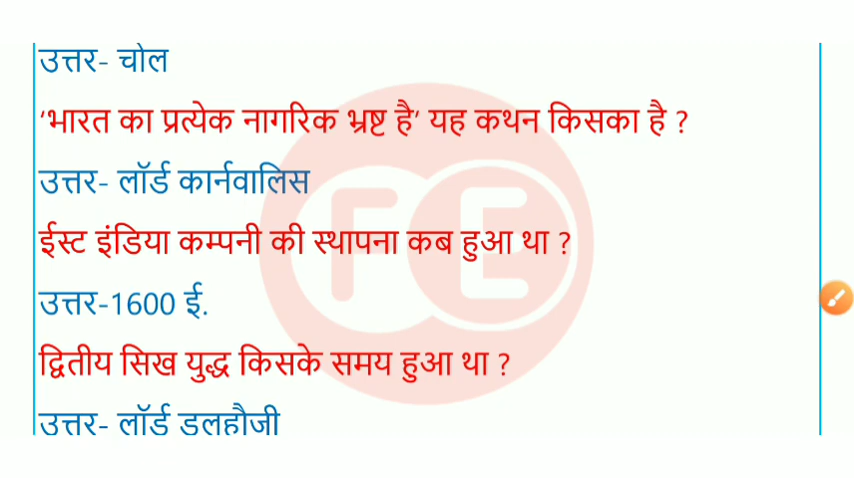 उत्तर- चोल
‘भारत का प्रत्येक नागरिक भ्रष्ट है’ यह कथन किसका है ?
उत्तर- लॉर्ड कार्नवालिस
ईस्ट इंडिया कम्पनी की स्थापना कब हुआ था ?
उत्तर-1600 ई.
द्वितीय सिख युद्ध किसके समय हुआ था ?
उत्तर- लॉर्ड डलहौजी
FE